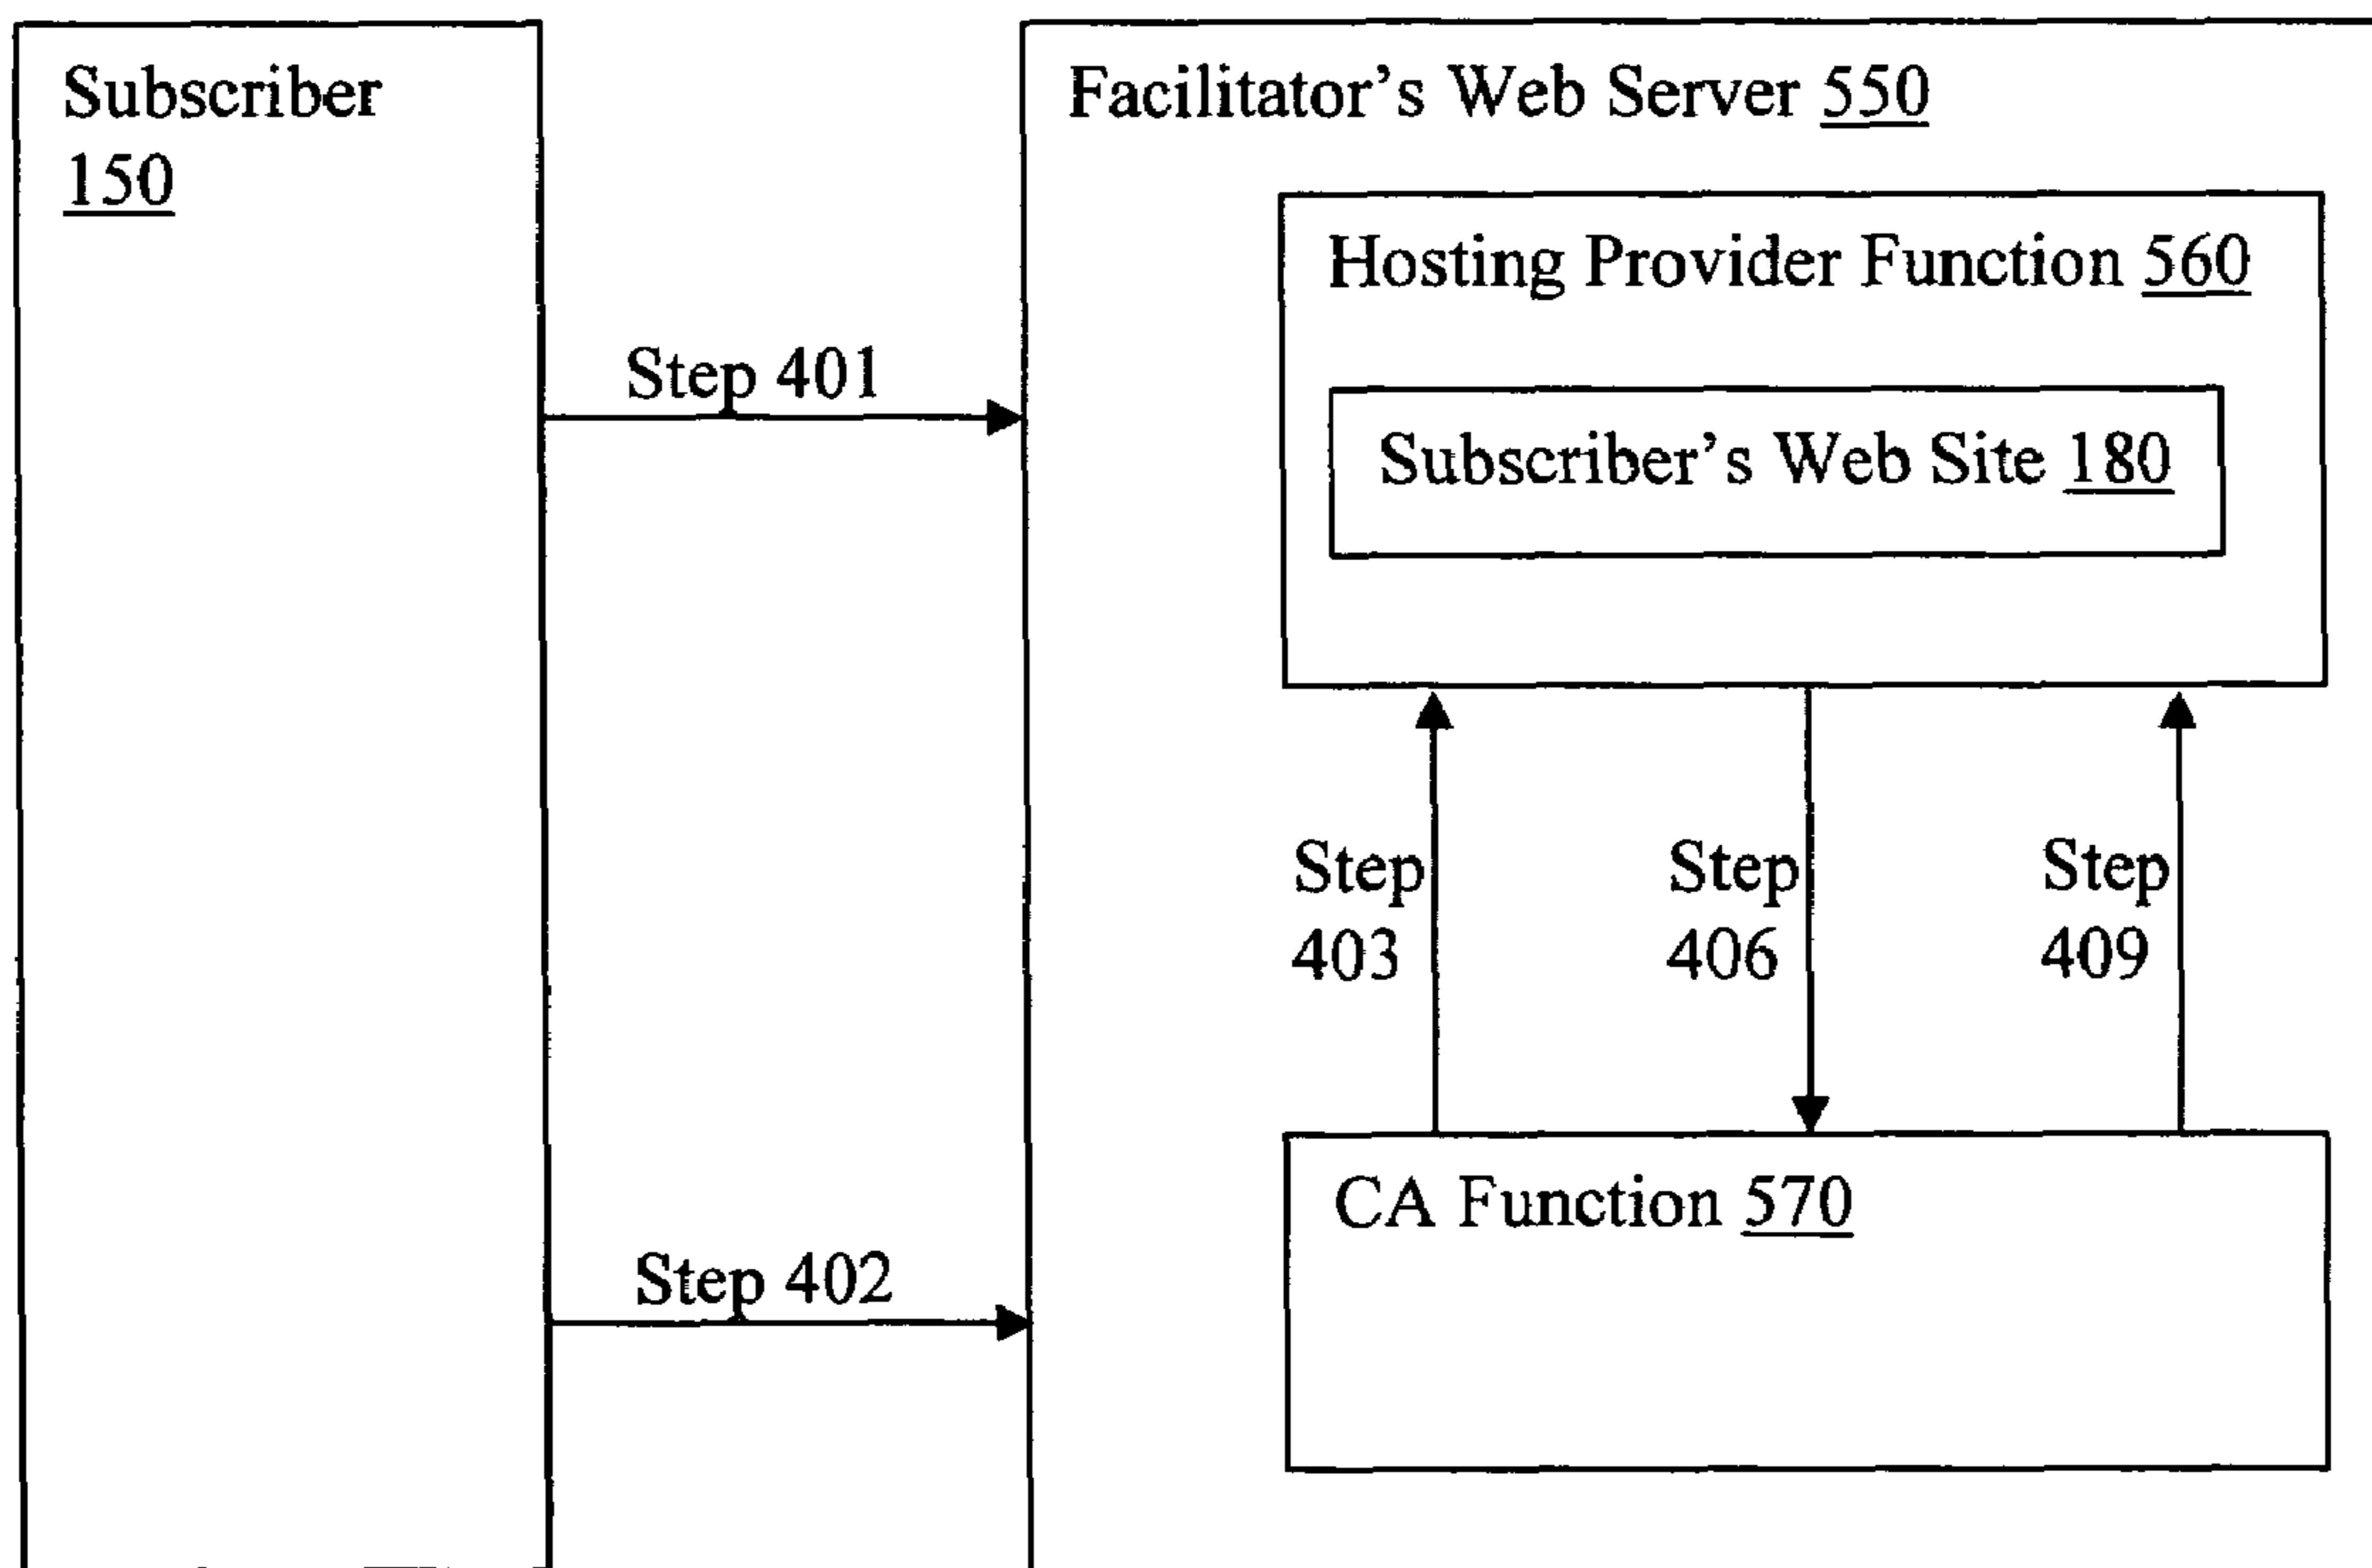 Subscriber
150
Facilitator's Web Server 550
Hosting Provider Function 560
Subscriber's Web Site 180
Step 401
Step
403
Step
406
Step
409
CA Function 570
Step 402